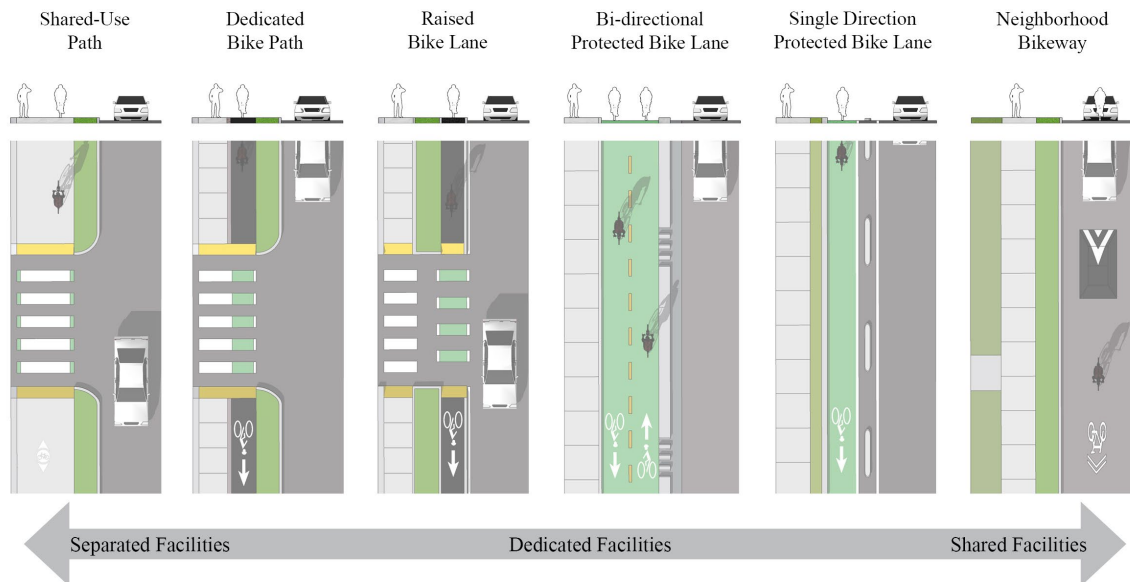 Shared-Use
Path
Dedicated
Bike Path
Raised
Bike Lane
Bi-directional
Protected Bike Lane
Single Direction
Protected Bike Lane
Neighborhood
Bikeway
Separated Facilities
Dedicated Facilities
Shared Facilities